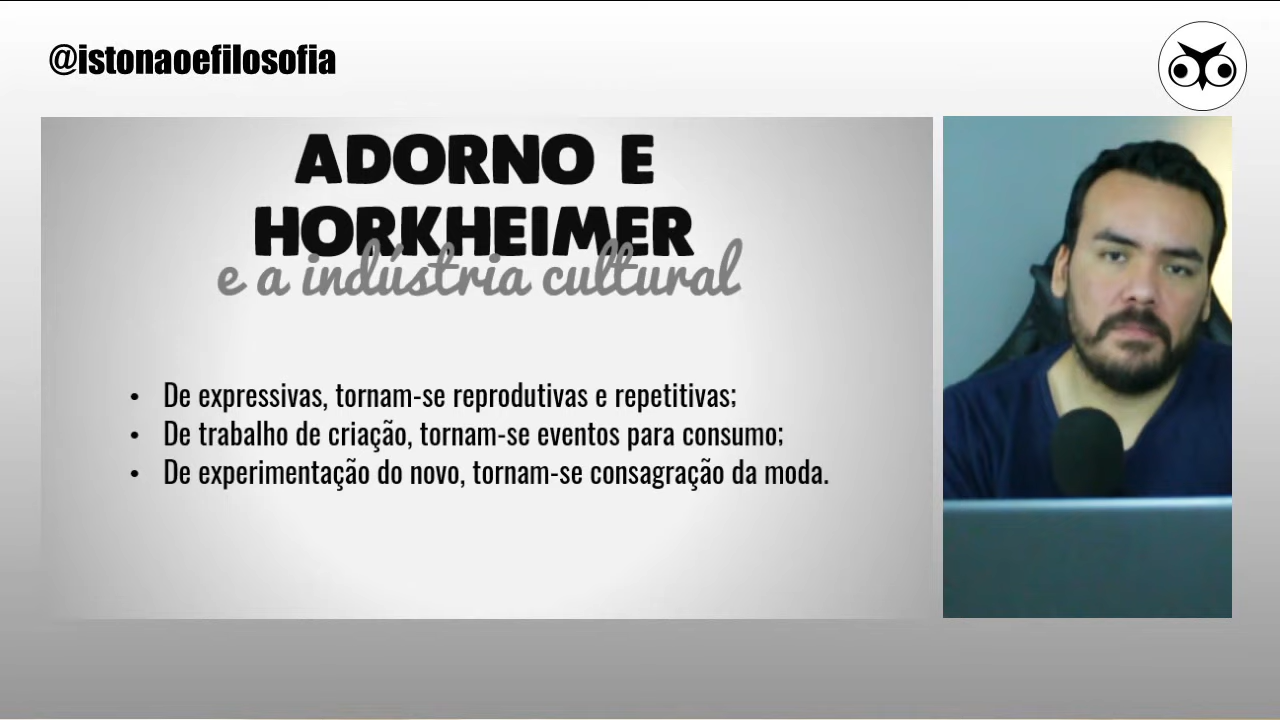 @istonaoefilosofia
ADORNO E
HORKHEIMER
e a indústria cultural
• De expressivas, tornam-se reprodutivas e repetitivas;
• De trabalho de criação, tornam-se eventos para consumo;
• De experimentação do novo, tornam-se consagração da moda.